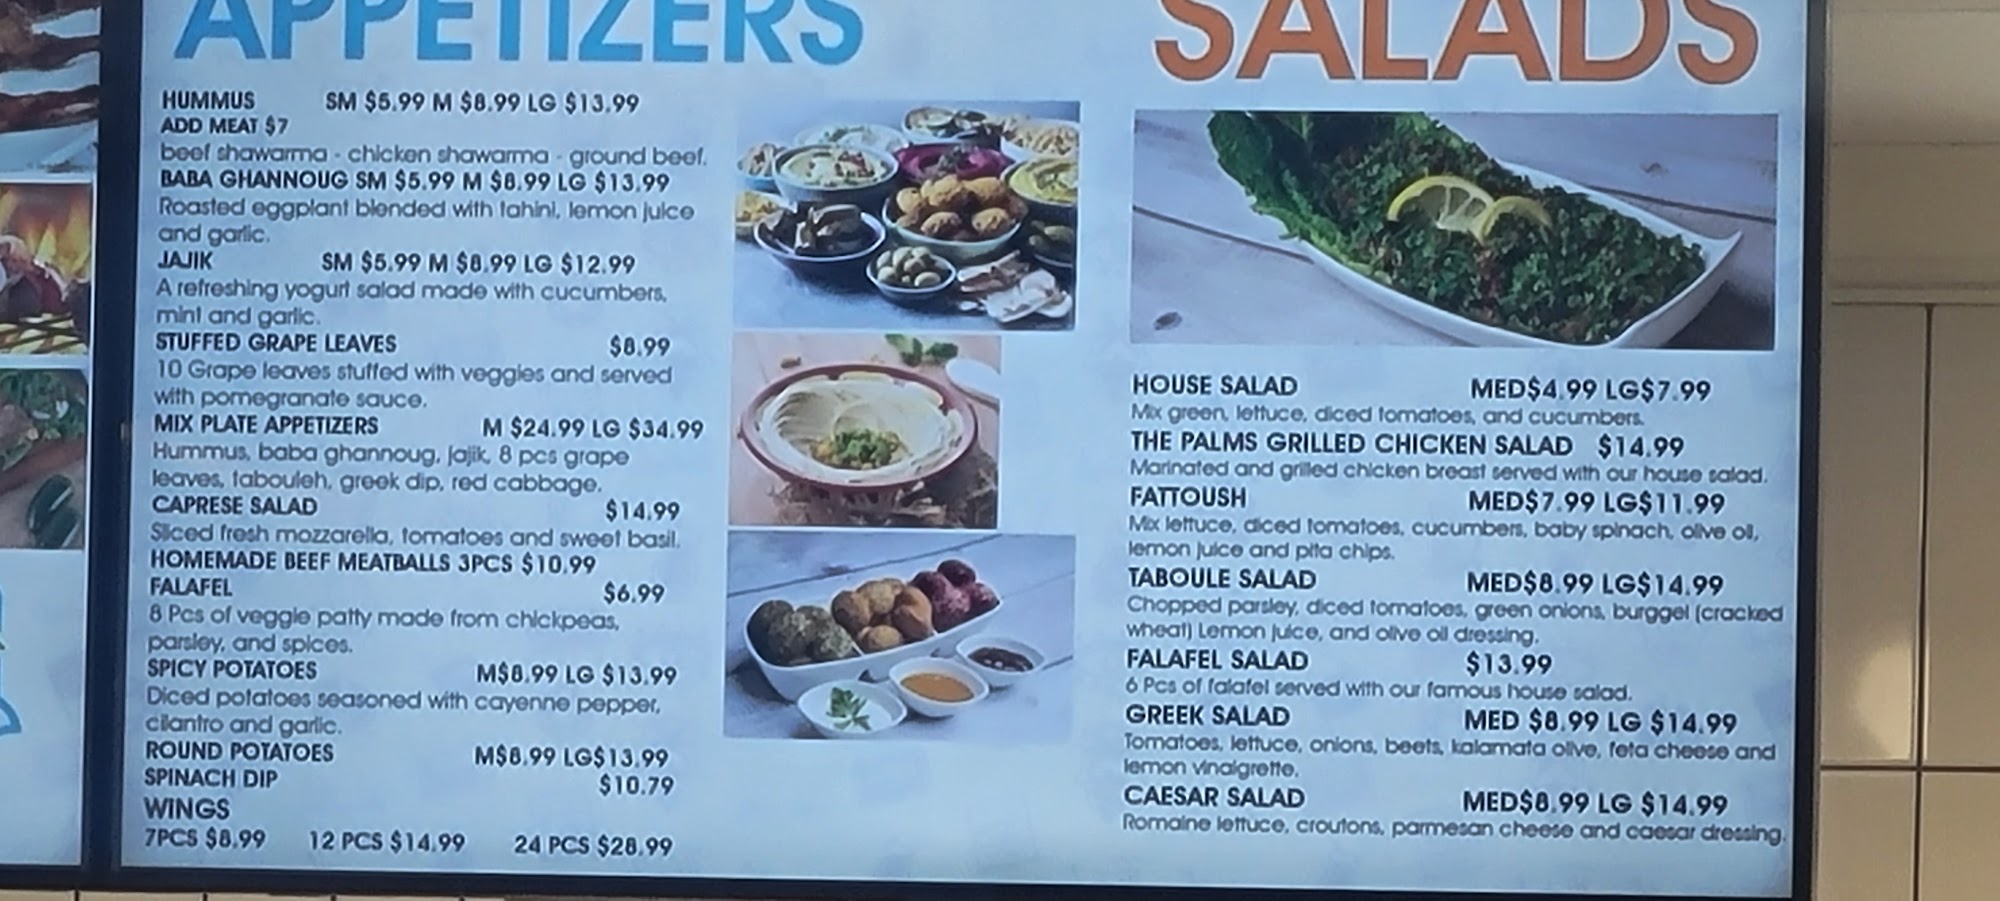 APPETIZERS
HUMMUS SM $5.99 M $8.99 LG $13.99
ADD MEAT $7
beef shawarma - chicken shawarma - ground beef.
BABA GHANNOUG SM $5.99 M $8.99 LG $13.99
Roasted eggplant blended with tahini, lemon juice
and garlic.
JAJIK SM $5.99 M $8.99 LG $12.99
A refreshing yogurt salad made with cucumbers,
mint and garlic.
STUFFED GRAPE LEAVES $8.99
10 Grape leaves stuffed with veggies and served
with pomegranate sauce.
MIX PLATE APPETIZERS M $24.99 LG $34.99
Hummus, baba ghannoug, jajik, 8 pcs grape
leaves, tabouleh, greek dip, red cabbage.
CAPRESE SALAD $14.99
Sliced fresh mozzarella, tomatoes and sweet basil.
HOMEMADE BEEF MEATBALLS 3PCS $10.99
FALAFEL $6.99
8 Pcs of veggie patty made from chickpeas,
parsley, and spices.
SPICY POTATOES M$8.99 LG $13.99
Diced potatoes seasoned with cayenne pepper,
cilantro and garlic.
ROUND POTATOES M$8.99 LG$13.99
SPINACH DIP $10.79
WINGS
7PCS $8.99 12 PCS $14.99 24 PCS $28.99
SALADS
HOUSE SALAD MED$4.99 LG$7.99
Mix green, lettuce, diced tomatoes, and cucumbers.
THE PALMS GRILLED CHICKEN SALAD $14.99
Marinated and grilled chicken breast served with our house salad.
FATTOUSH MED$7.99 LG$11.99
Mix lettuce, diced tomatoes, cucumbers, baby spinach, olive oil,
lemon juice and pita chips.
TABOULE SALAD MED$8.99 LG$14.99
Chopped parsley, diced tomatoes, green onions, burggel (cracked
wheat) Lemon juice, and olive oil dressing.
FALAFEL SALAD $13.99
6 Pcs of falafel served with our famous house salad.
GREEK SALAD MED $8.99 LG $14.99
Tomatoes, lettuce, onions, beets, kalamata olive, feta cheese and
lemon vinaigrette.
CAESAR SALAD MED$8.99 LG $14.99
Romaine lettuce, croutons, parmesan cheese and caesar dressing.